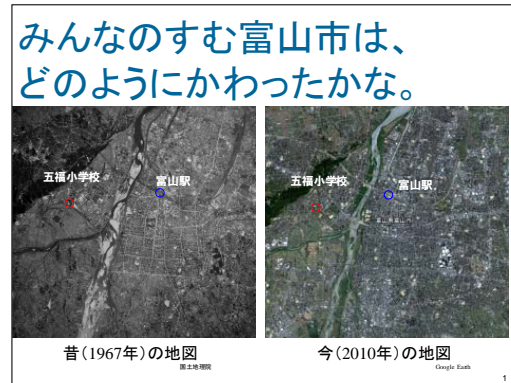 みんなのすむ富山市は、
どのようにかわったかな。
五福小学校
富山駅
五福小学校
富山駅
昔(1967年)の地図
国土地理院
今(2010年)の地図
Google Earth
1